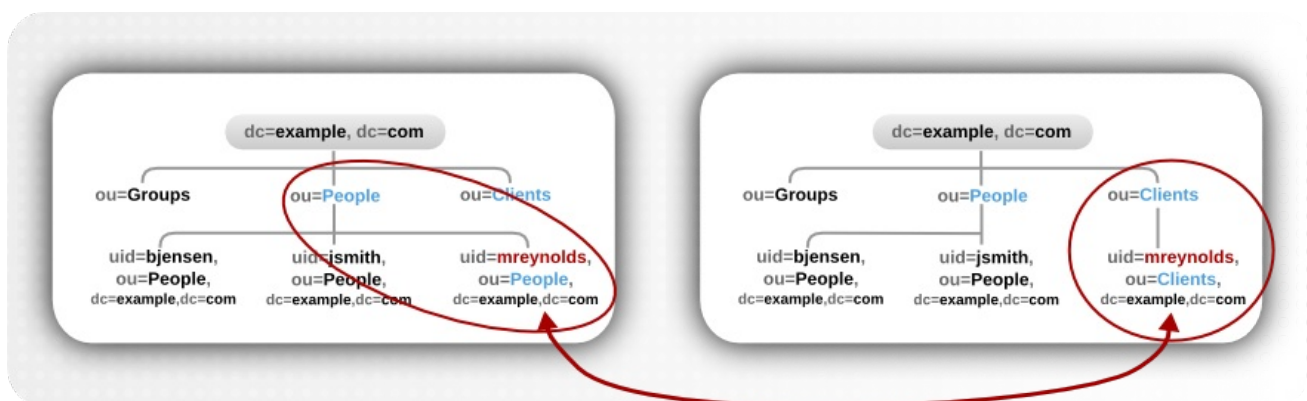 dc=example, dc=com
ou=Groups
ou=People
ou=Clients
uid=bjensen,
ou=People,
dc=example,dc=com
uid=jsmith,
ou=People,
dc=example,dc=com
uid=mreynolds,
ou=People,
dc=example,dc=com
dc=example, dc=com
ou=Groups
ou=People
ou=Clients
uid=bjensen,
ou=People,
dc=example,dc=com
uid=jsmith,
ou=People,
dc=example,dc=com
uid=mreynolds,
ou=Clients,
dc=example,dc=com